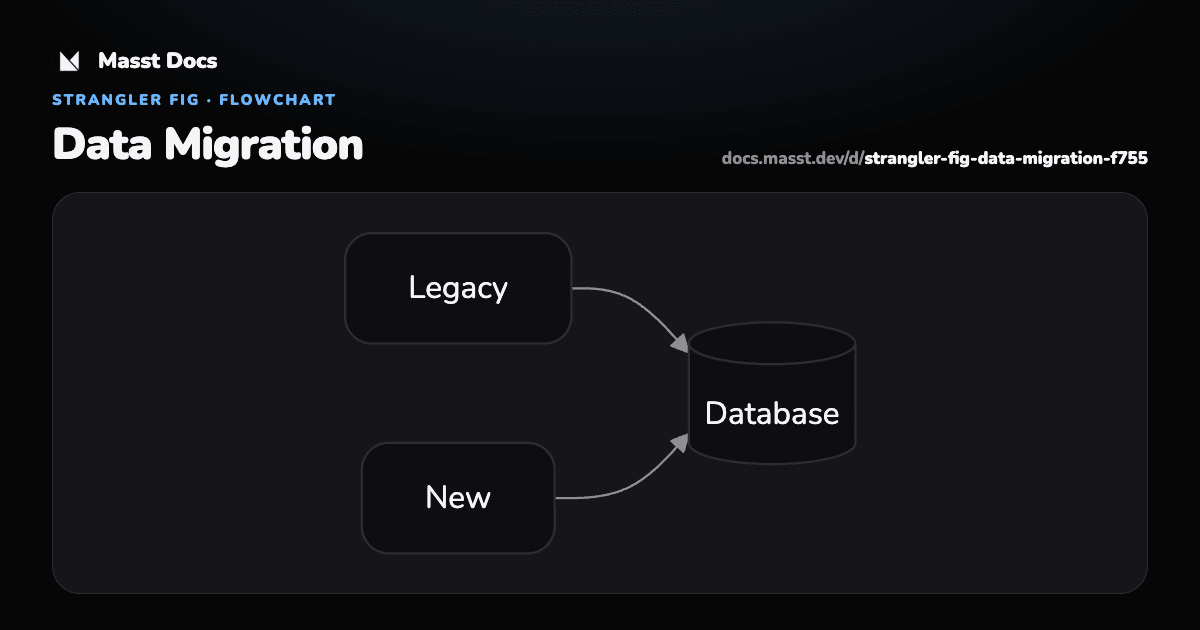 Masst Docs
STRANGLER FIG · FLOWCHART
Data Migration
docs.masst.dev/d/strangler-fig-data-migration-f755
Legacy
Database
New